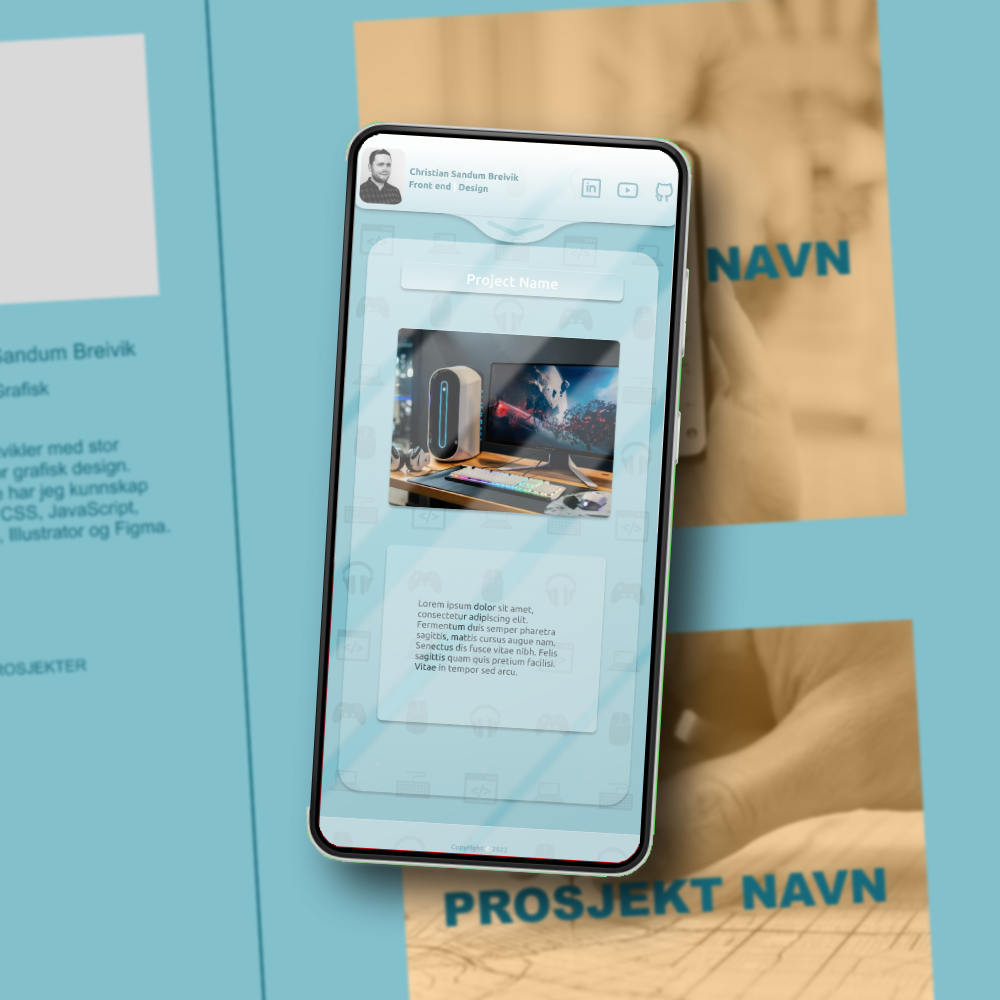 Christian Sandum Breivik
Front end Design
in
Project Name
Lorem ipsum dolor sit amet,
consectetur adipiscing elit.
Fermentum duis semper pharetra
sagittis, mattis cursus augue nam.
Senectus dis fusce vitae nibh. Felis
sagittis quam quis pretium facilisi.
Vitae in tempor sed arcu.
Copyright © 2022
Sandum Breivik
Grafisk
vikler med stor
or grafisk design.
e har jeg kunnskap
CSS, JavaScript,
, Illustrator og Figma.
ROSJEKTER
NAVN
PROSJEKT NAVN